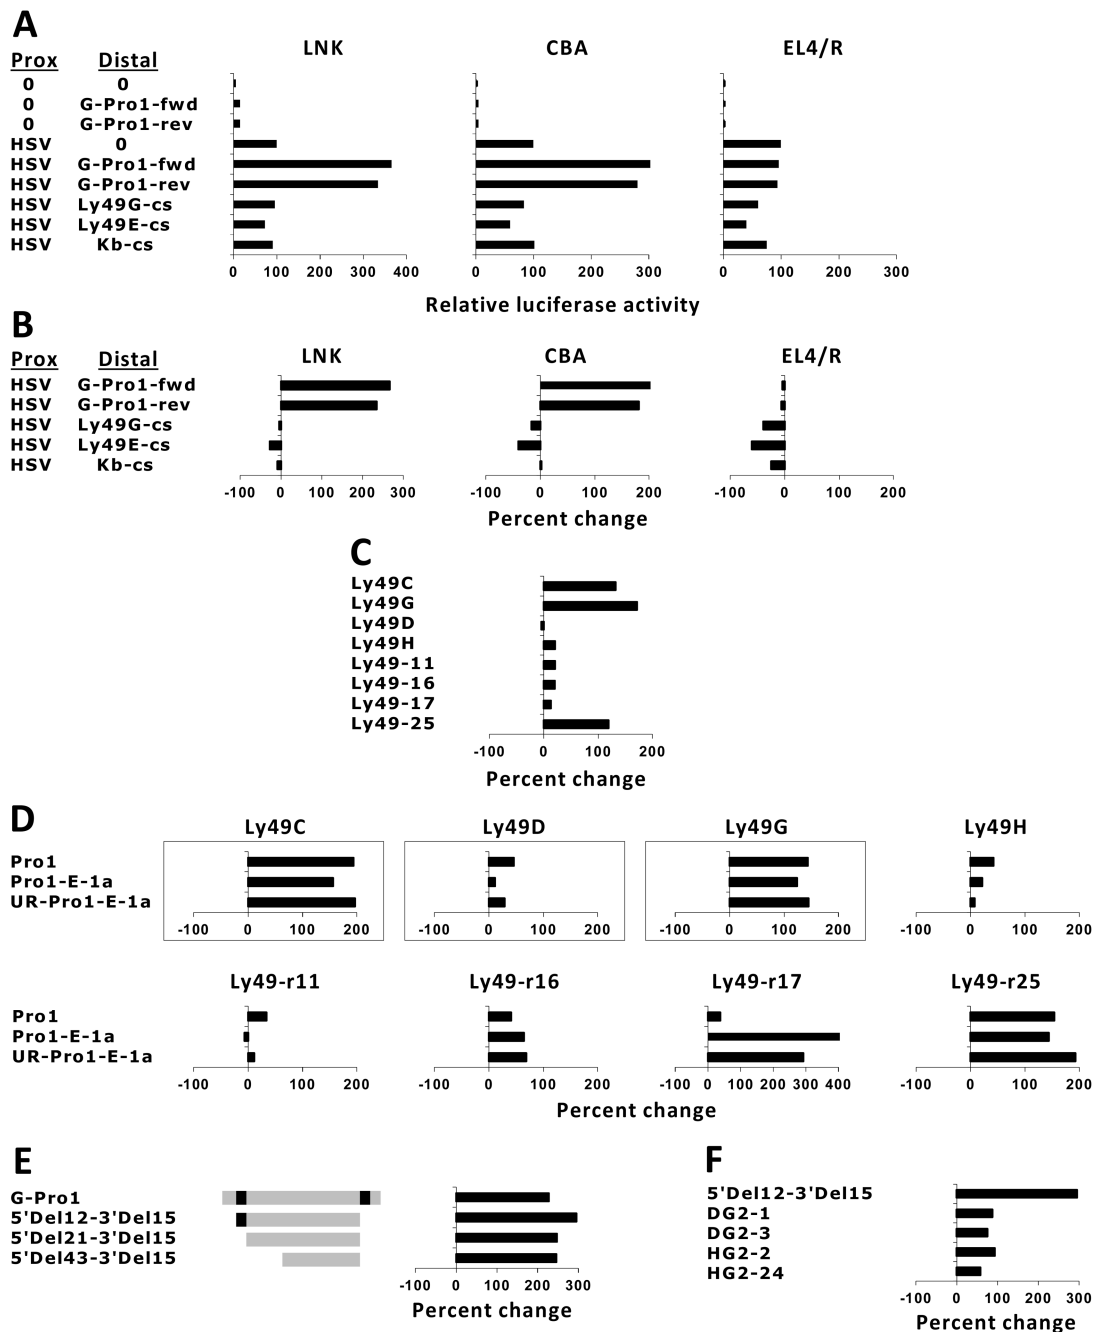 A
LNK CBA EL4/R
Prox Distal
0 0
0 G-Pro1-fwd
0 G-Pro1-rev
HSV 0
HSV G-Pro1-fwd
HSV G-Pro1-rev
HSV Ly49G-cs
HSV Ly49E-cs
HSV Kb-cs
0 100 200 300 400 0 100 200 300 0 100 200 300
Relative luciferase activity
B
Prox Distal LNK CBA EL4/R
HSV G-Pro1-fwd
HSV G-Pro1-rev
HSV Ly49G-cs
HSV Ly49E-cs
HSV Kb-cs
-100 0 100 200 300 -100 0 100 200 -100 0 100 200
Percent change
C
Ly49C
Ly49G
Ly49D
Ly49H
Ly49-11
Ly49-16
Ly49-17
Ly49-25
-100 0 100 200
Percent change
D
Ly49C Ly49D Ly49G Ly49H
Pro1
Pro1-E-1a
UR-Pro1-E-1a
-100 0 100 200 -100 0 100 200 -100 0 100 200 -100 0 100 200
Ly49-r11 Ly49-r16 Ly49-r17 Ly49-r25
Pro1
Pro1-E-1a
UR-Pro1-E-1a
-100 0 100 200 -100 0 100 200 -100 0 100 200 300 400 -100 0 100 200
Percent change
E
G-Pro1
5'Del12-3'Del15
5'Del21-3'Del15
5'Del43-3'Del15
-100 0 100 200 300
Percent change
F
5'Del12-3'Del15
DG2-1
DG2-3
HG2-2
HG2-24
-100 0 100 200 300
Percent change